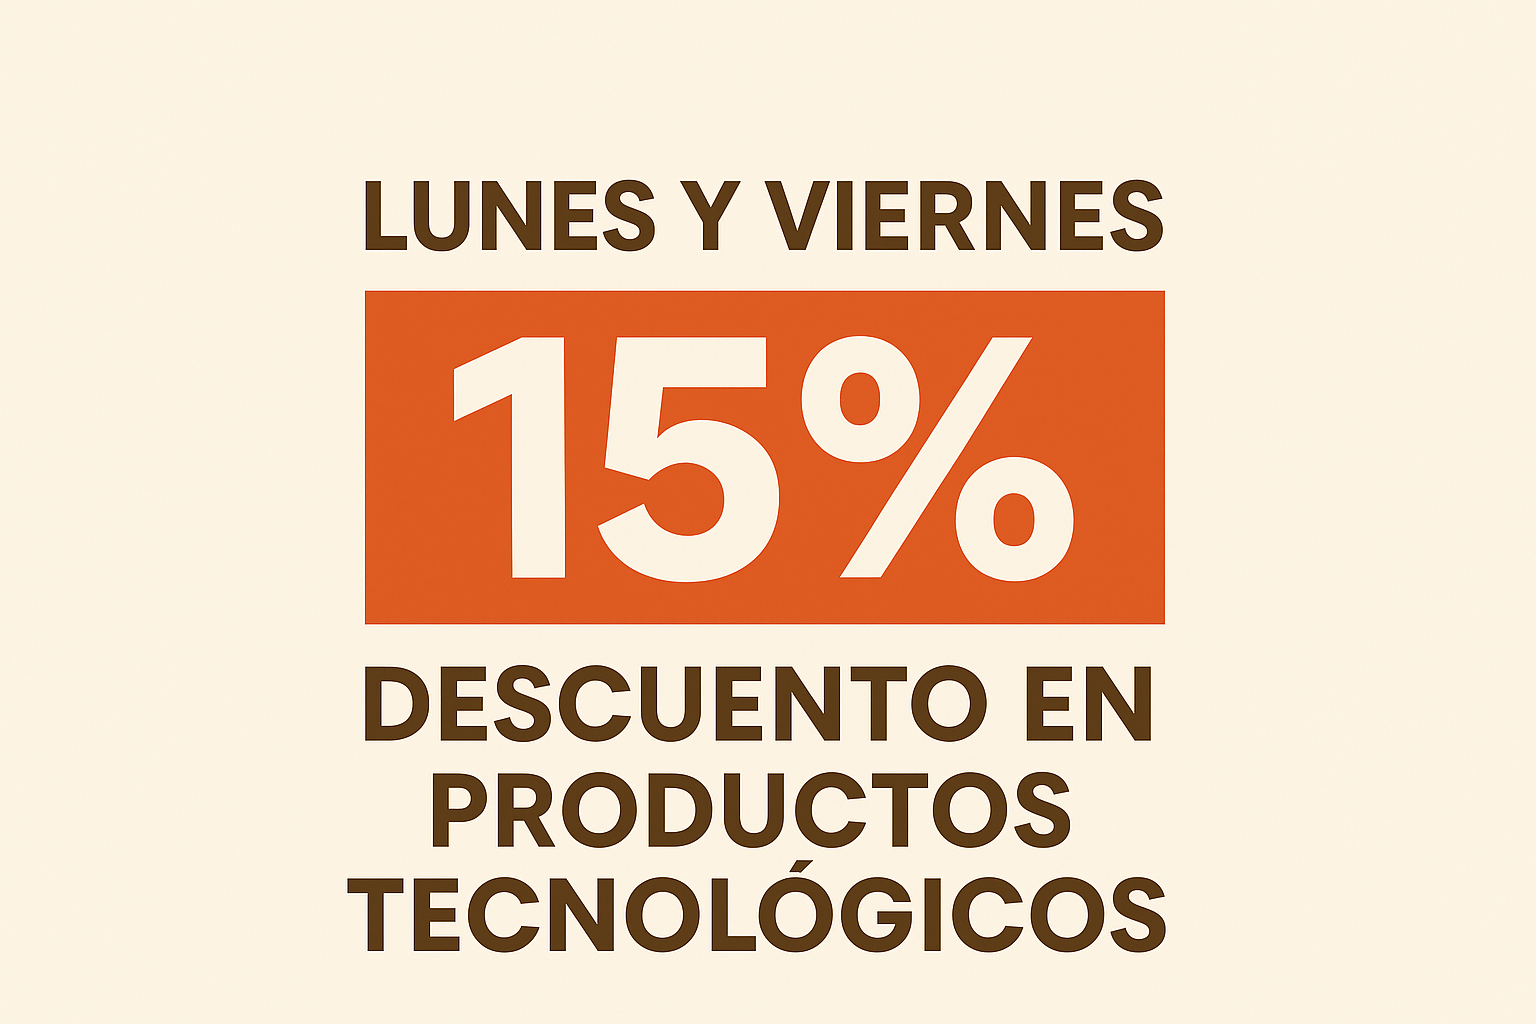 LUNES Y VIERNES
15%
DESCUENTO EN
PRODUCTOS
TECNOLÓGICOS